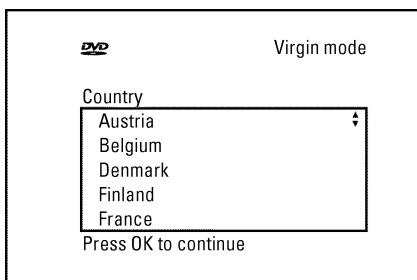 DVD
Virgin mode
Country
Austria
Belgium
Denmark
Finland
France
Press OK to continue